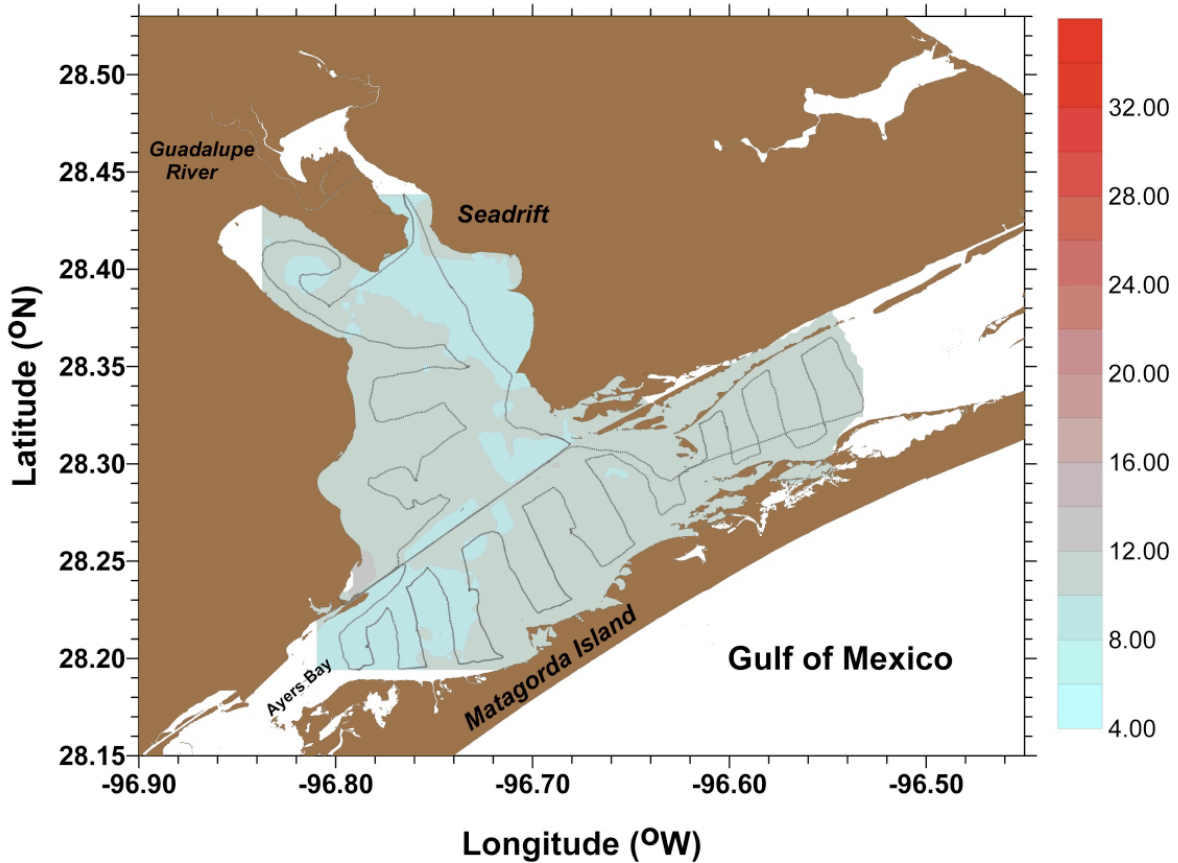 28.50
28.45
28.40
28.35
28.30
28.25
28.20
28.15
Latitude (ºN)
Guadalupe
River
Seadrift
Ayers Bay
Matagorda Island
Gulf of Mexico
-96.90
-96.80
-96.70
-96.60
-96.50
Longitude (ºW)
32.00
28.00
24.00
20.00
16.00
12.00
8.00
4.00